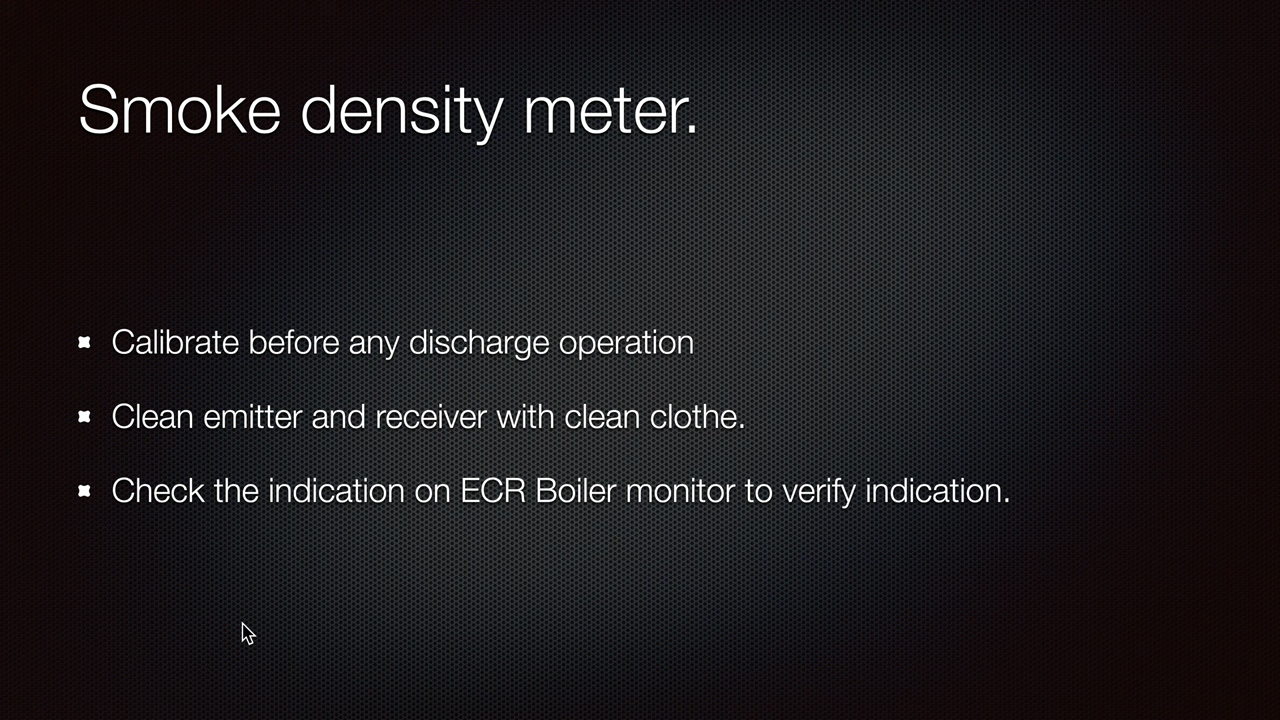 Smoke density meter.
Calibrate before any discharge operation
Clean emitter and receiver with clean clothe.
Check the indication on ECR Boiler monitor to verify indication.